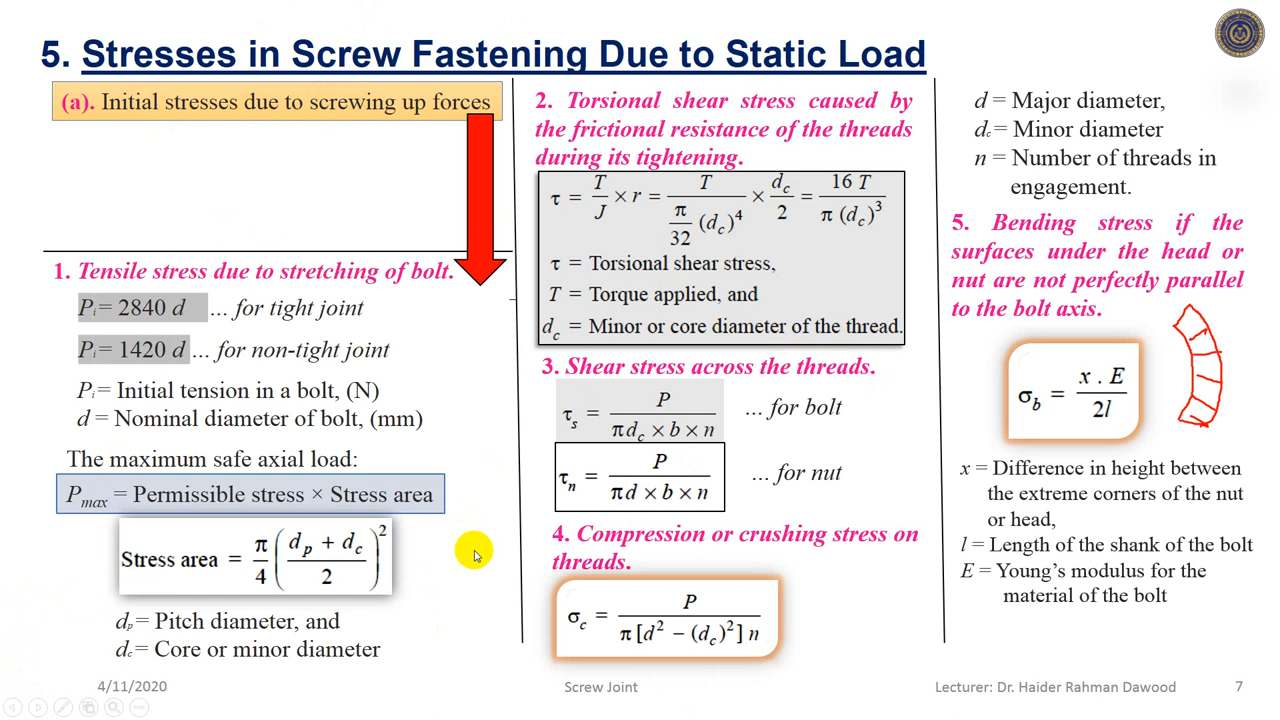 5. Stresses in Screw Fastening Due to Static Load
(a). Initial stresses due to screwing up forces
1. Tensile stress due to stretching of bolt.
Pi = 2840 d … for tight joint
Pi = 1420 d … for non-tight joint
Pi = Initial tension in a bolt, (N)
d = Nominal diameter of bolt, (mm)
The maximum safe axial load:
Pmax = Permissible stress × Stress area
Stress area = π/4 ((dp + dc)/2)²
dp = Pitch diameter, and
dc = Core or minor diameter
2. Torsional shear stress caused by
the frictional resistance of the threads
during its tightening.
τ = T/J × r = T/(π/32 (dc)⁴) × dc/2 = 16 T/(π (dc)³)
τ = Torsional shear stress,
T = Torque applied, and
dc = Minor or core diameter of the thread.
3. Shear stress across the threads.
τs = P/(π dc × b × n) … for bolt
τn = P/(π d × b × n) … for nut
4. Compression or crushing stress on
threads.
σc = P/(π [d² − (dc)²] n)
d = Major diameter,
dc = Minor diameter
n = Number of threads in
engagement.
5. Bending stress if the
surfaces under the head or
nut are not perfectly parallel
to the bolt axis.
σb = x . E/2l
x = Difference in height between
the extreme corners of the nut
or head,
l = Length of the shank of the bolt
E = Young’s modulus for the
material of the bolt
4/11/2020
Screw Joint
Lecturer: Dr. Haider Rahman Dawood
7